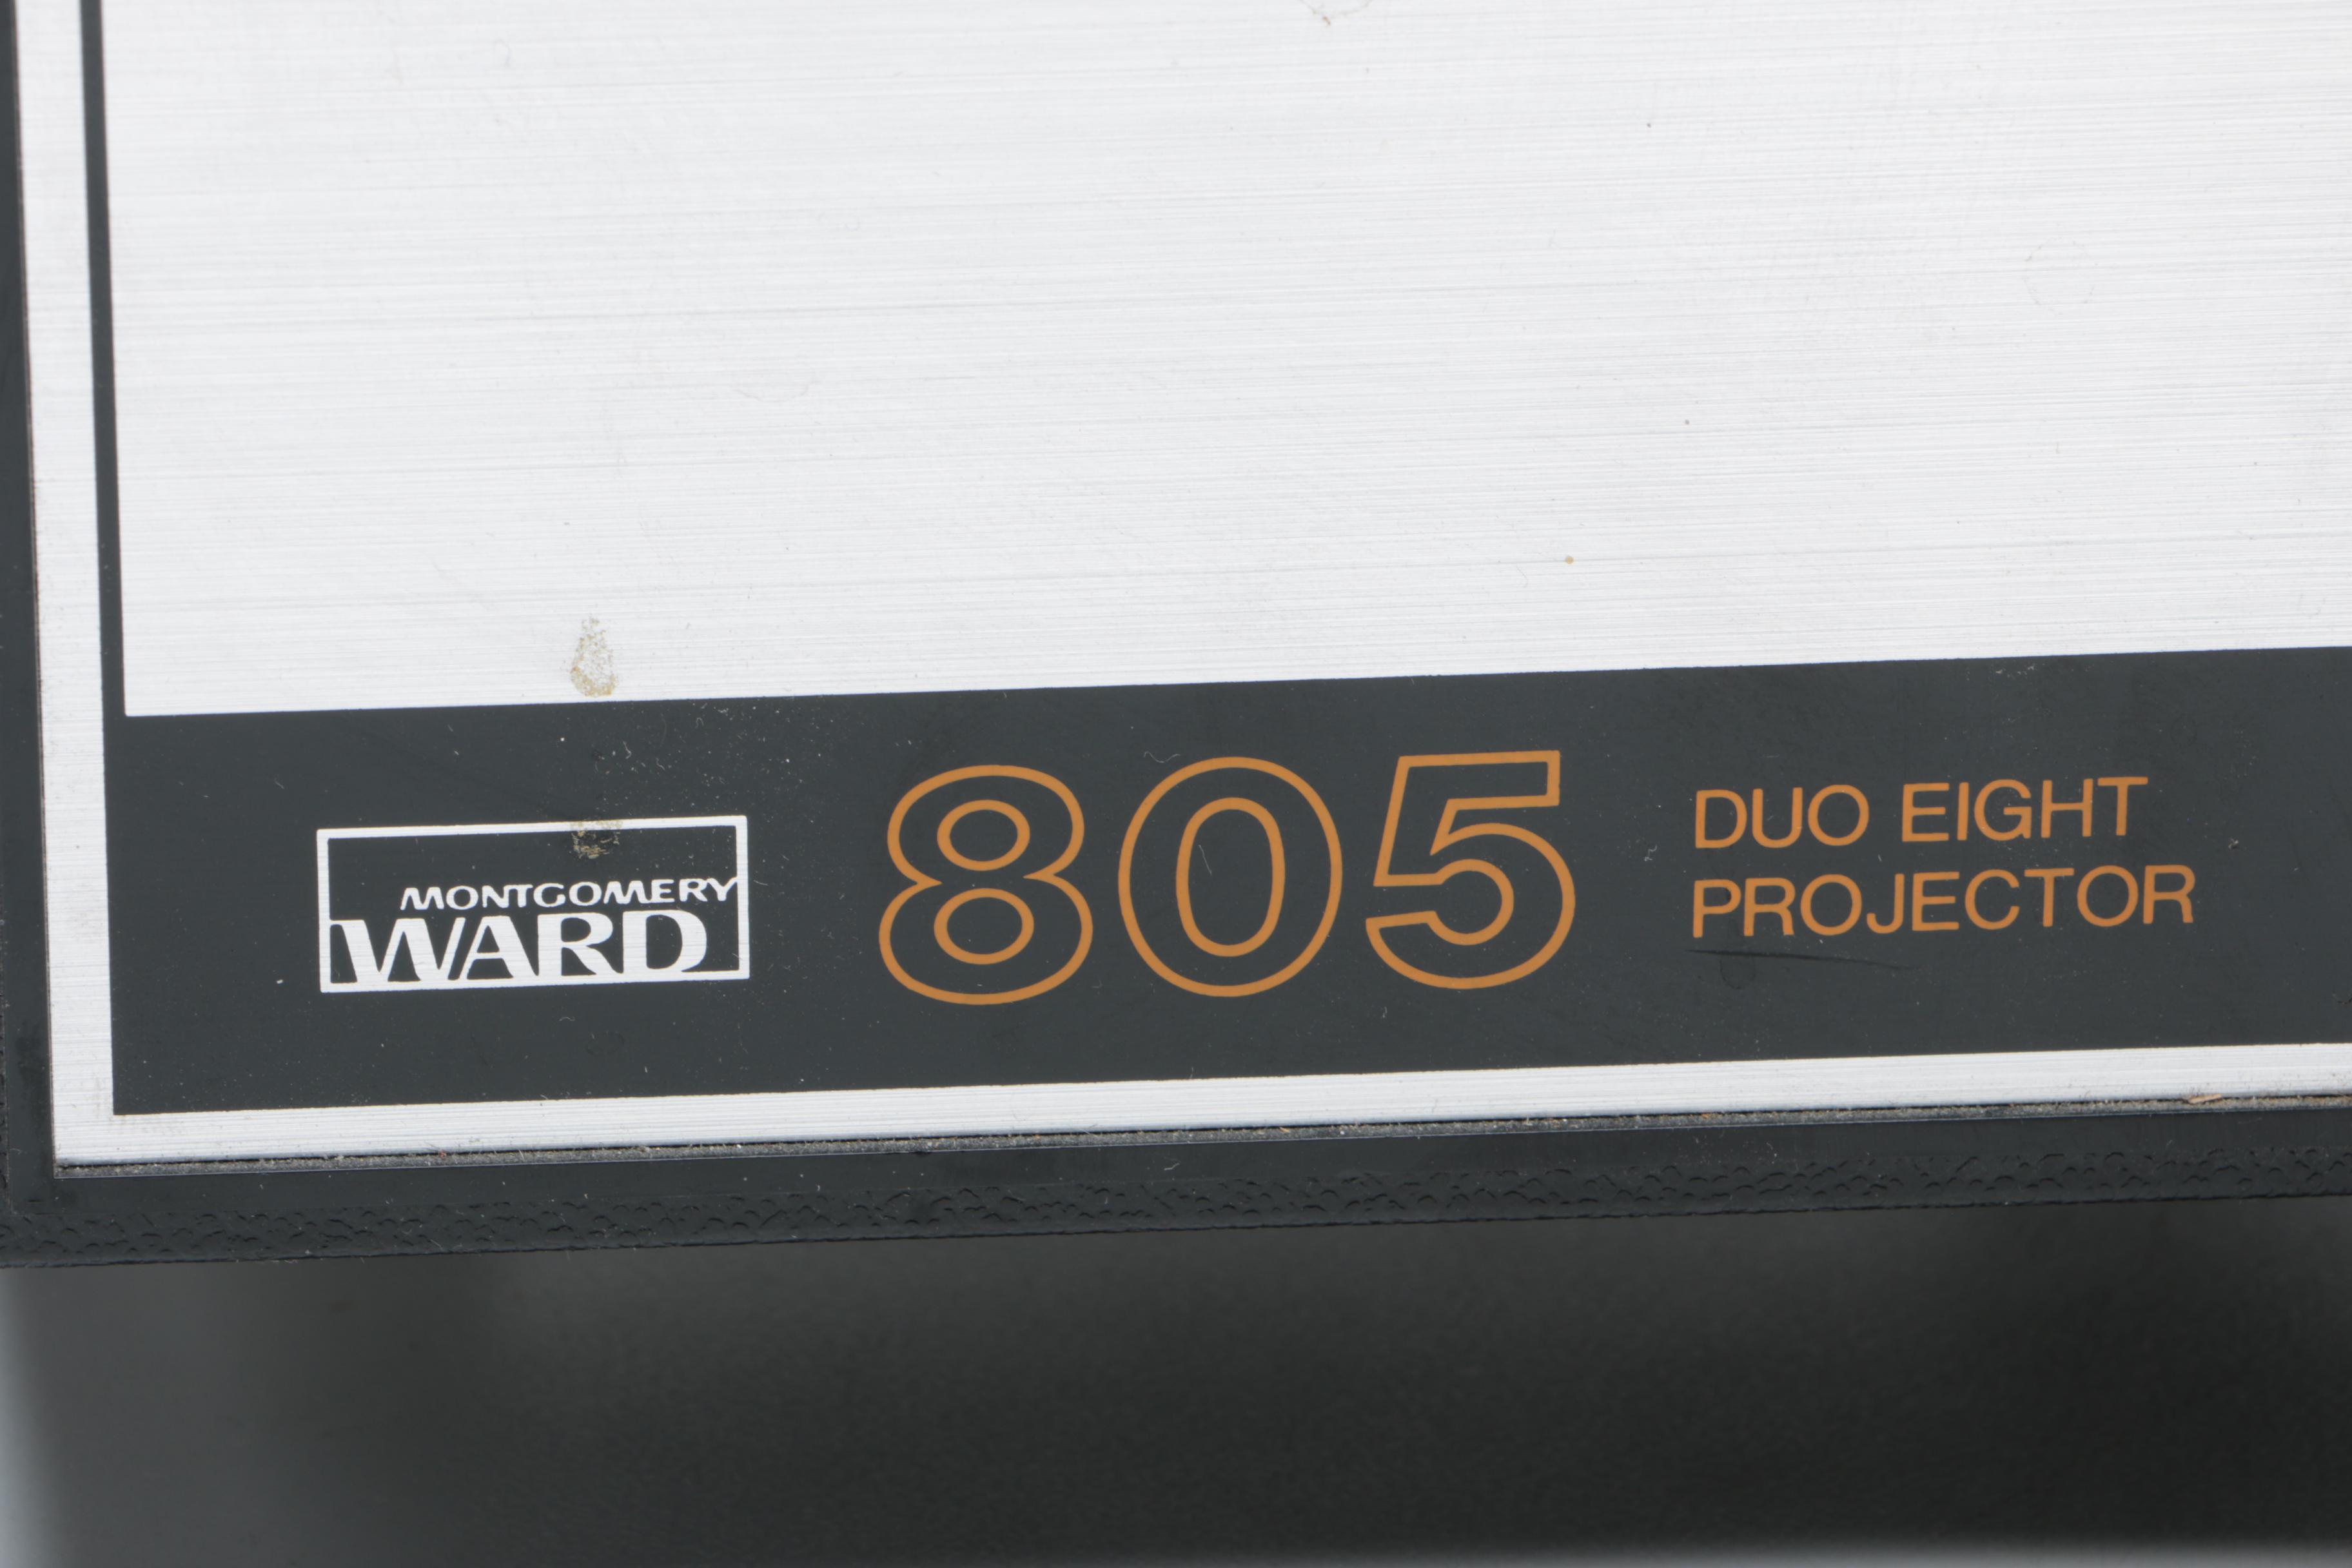 MONTGOMERY
WARD
805
DUO EIGHT
PROJECTOR